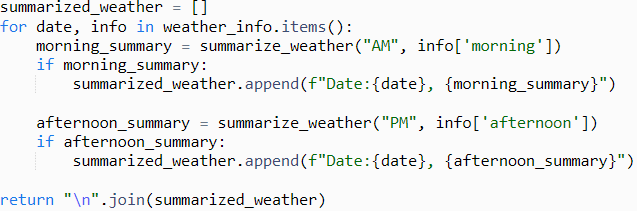 summarized_weather = []
for date, info in weather_info.items():
    morning_summary = summarize_weather("AM", info['morning'])
    if morning_summary:
        summarized_weather.append(f"Date:{date}, {morning_summary}")

    afternoon_summary = summarize_weather("PM", info['afternoon'])
    if afternoon_summary:
        summarized_weather.append(f"Date:{date}, {afternoon_summary}")

return "\n".join(summarized_weather)